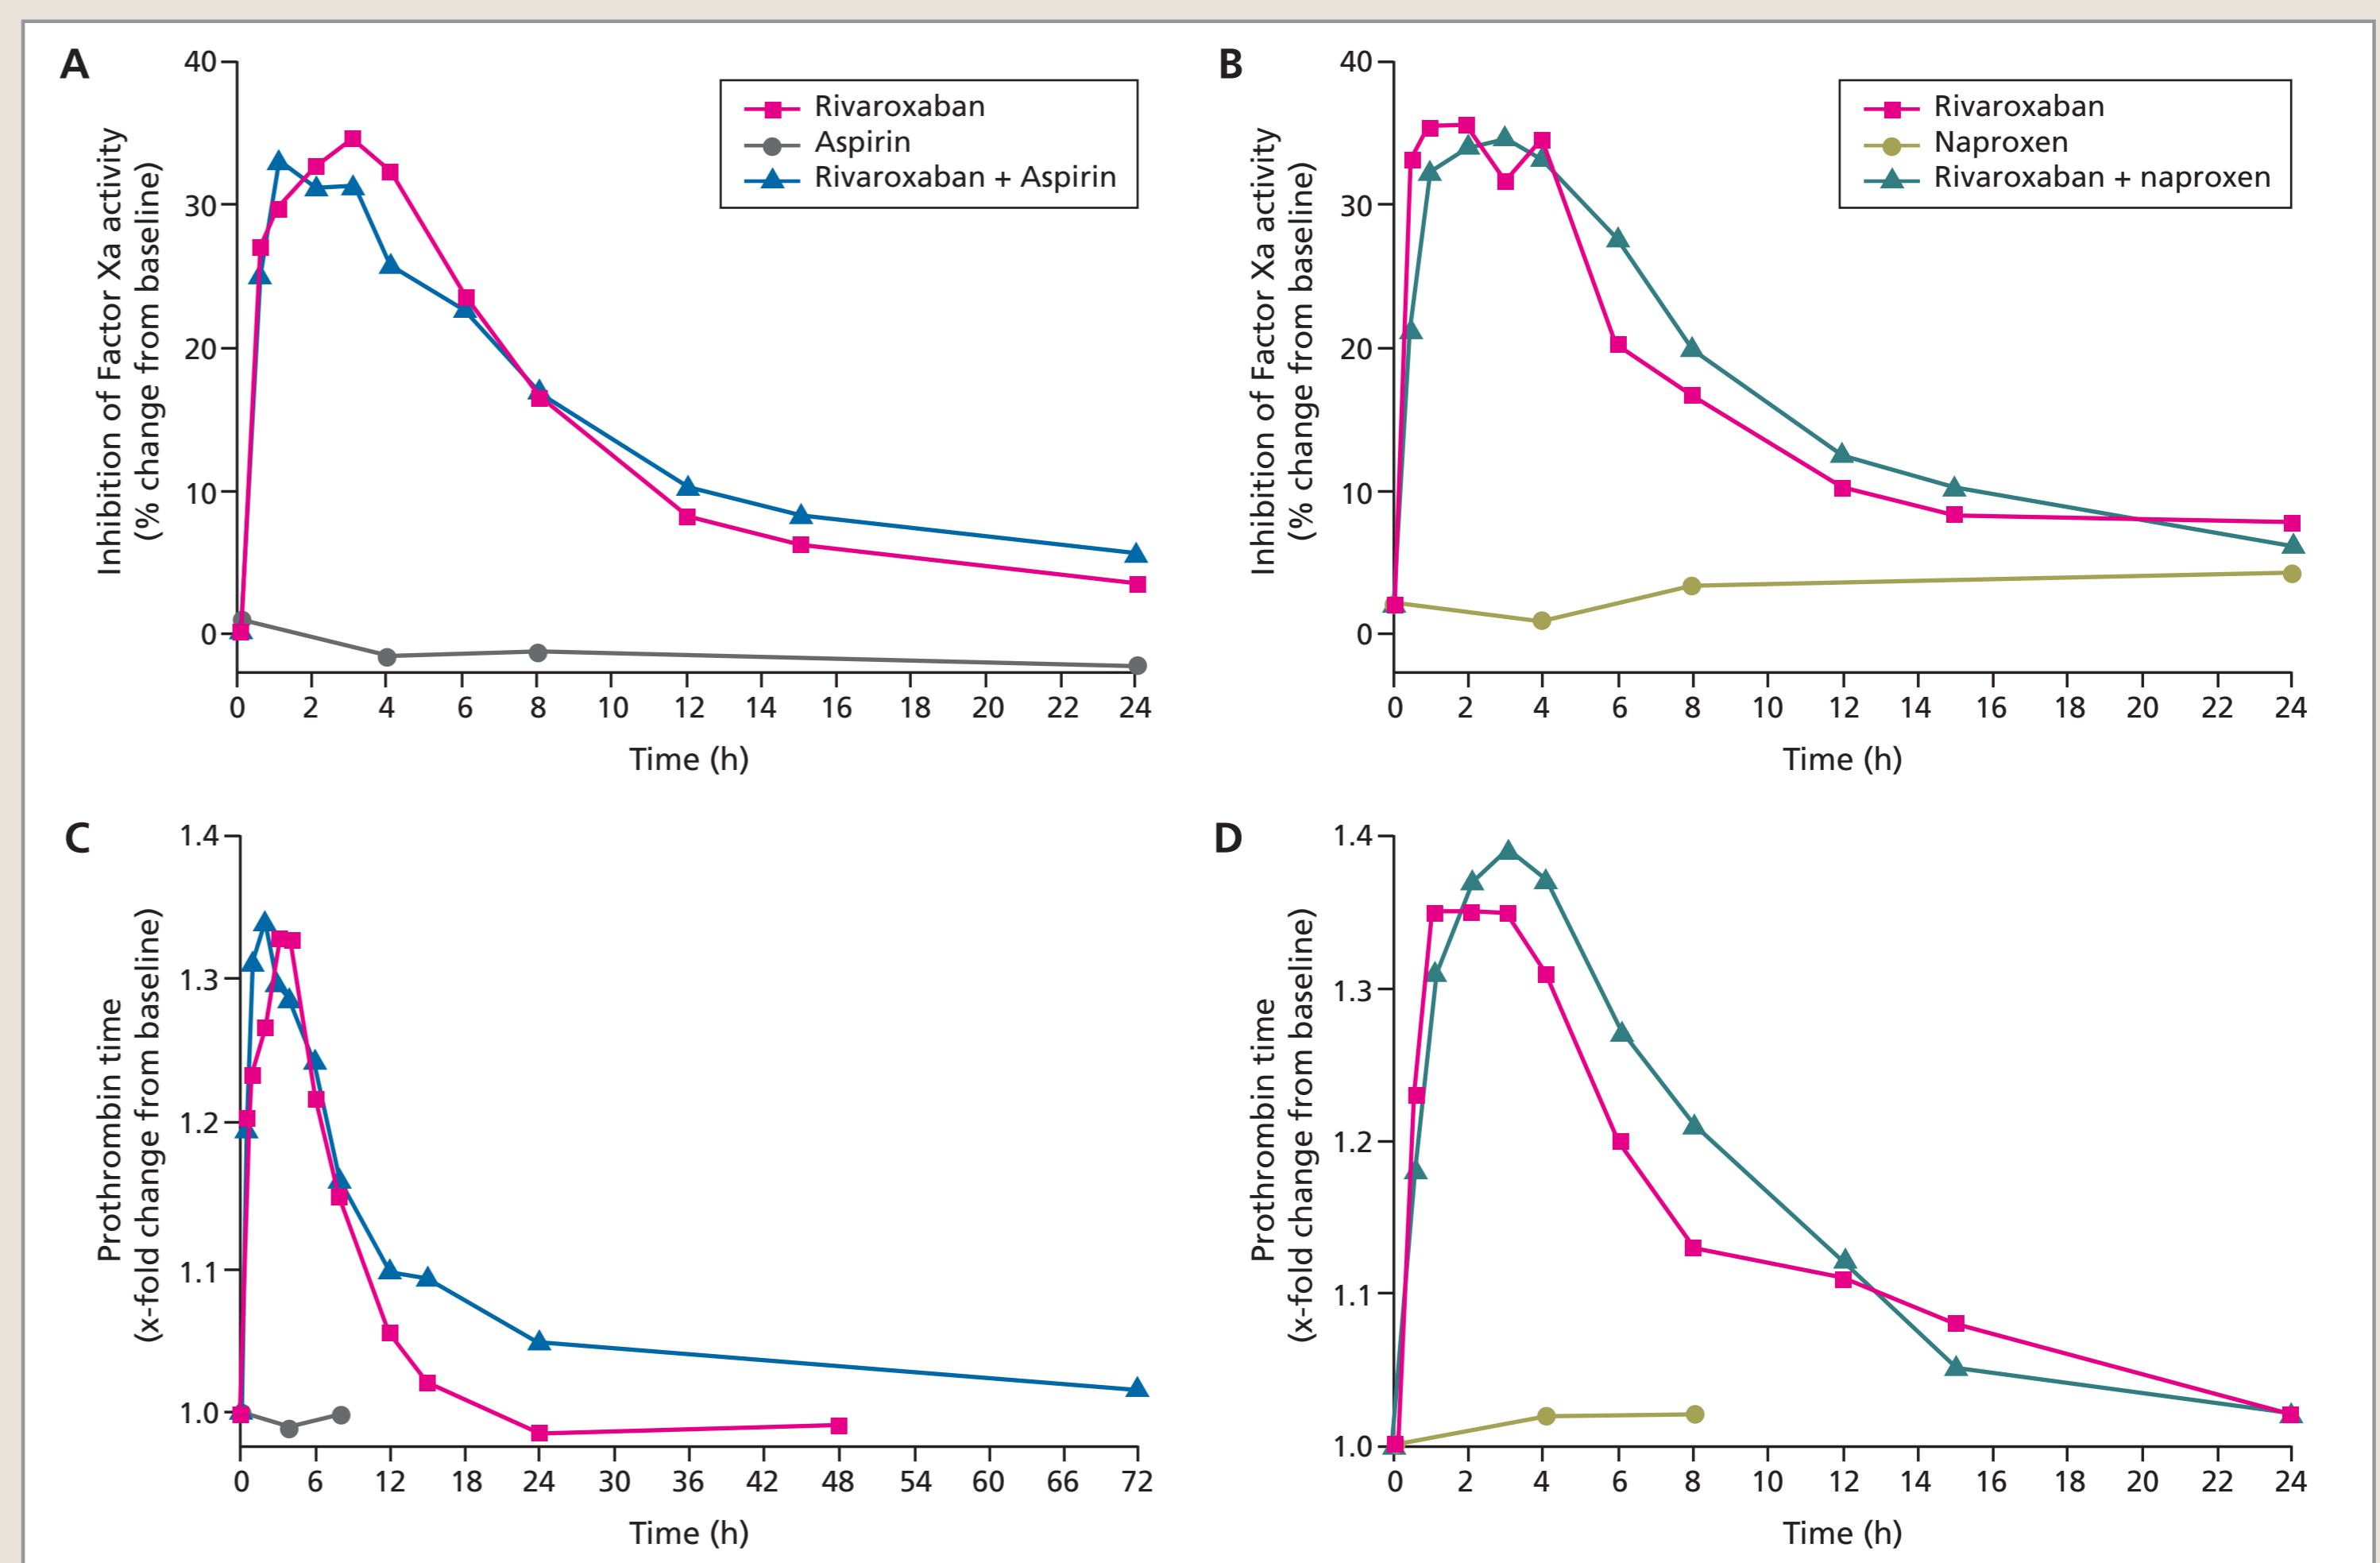 A
Inhibition of Factor Xa activity
(% change from baseline)
40
30
20
10
0
Rivaroxaban
Aspirin
Rivaroxaban + Aspirin
0 2 4 6 8 10 12 14 16 18 20 22 24
Time (h)
B
Inhibition of Factor Xa activity
(% change from baseline)
40
30
20
10
0
Rivaroxaban
Naproxen
Rivaroxaban + naproxen
0 2 4 6 8 10 12 14 16 18 20 22 24
Time (h)
C
Prothrombin time
(x-fold change from baseline)
1.4
1.3
1.2
1.1
1.0
0 6 12 18 24 30 36 42 48 54 60 66 72
Time (h)
D
Prothrombin time
(x-fold change from baseline)
1.4
1.3
1.2
1.1
1.0
0 2 4 6 8 10 12 14 16 18 20 22 24
Time (h)